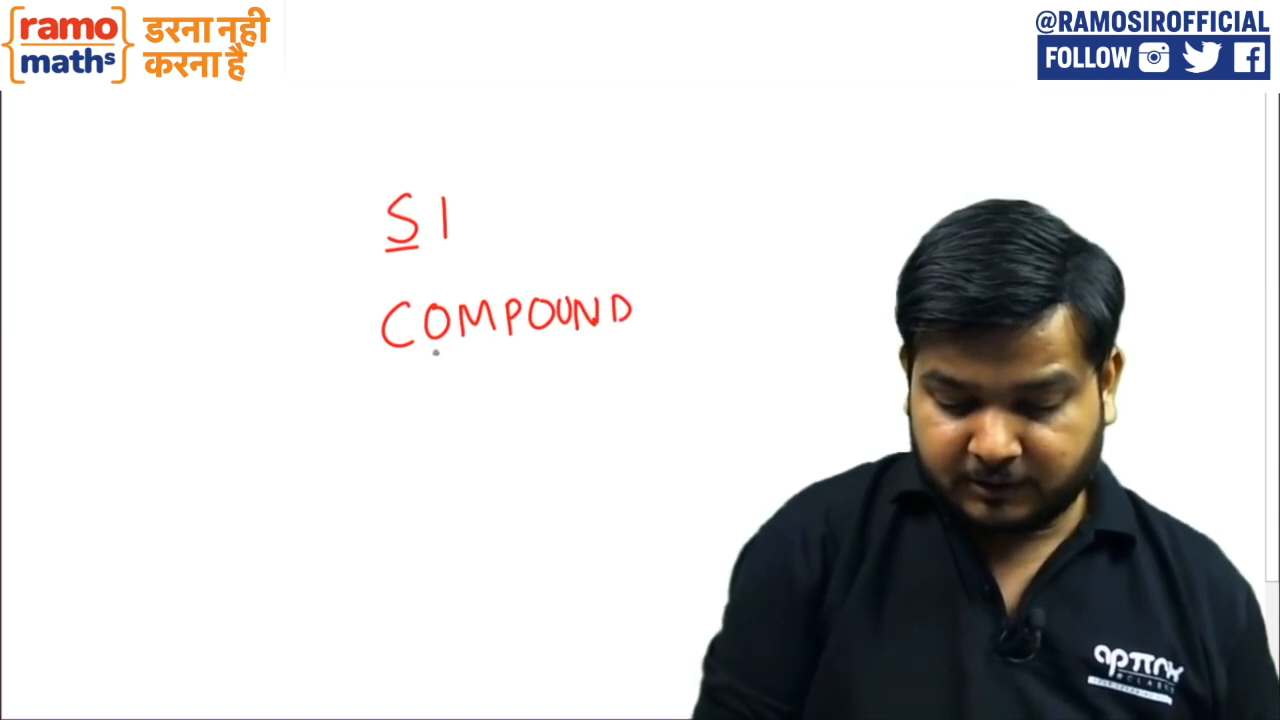 ramo
maths
डरना नही
करना है
@RAMOSIROFFICIAL
FOLLOW
SI
COMPOUND